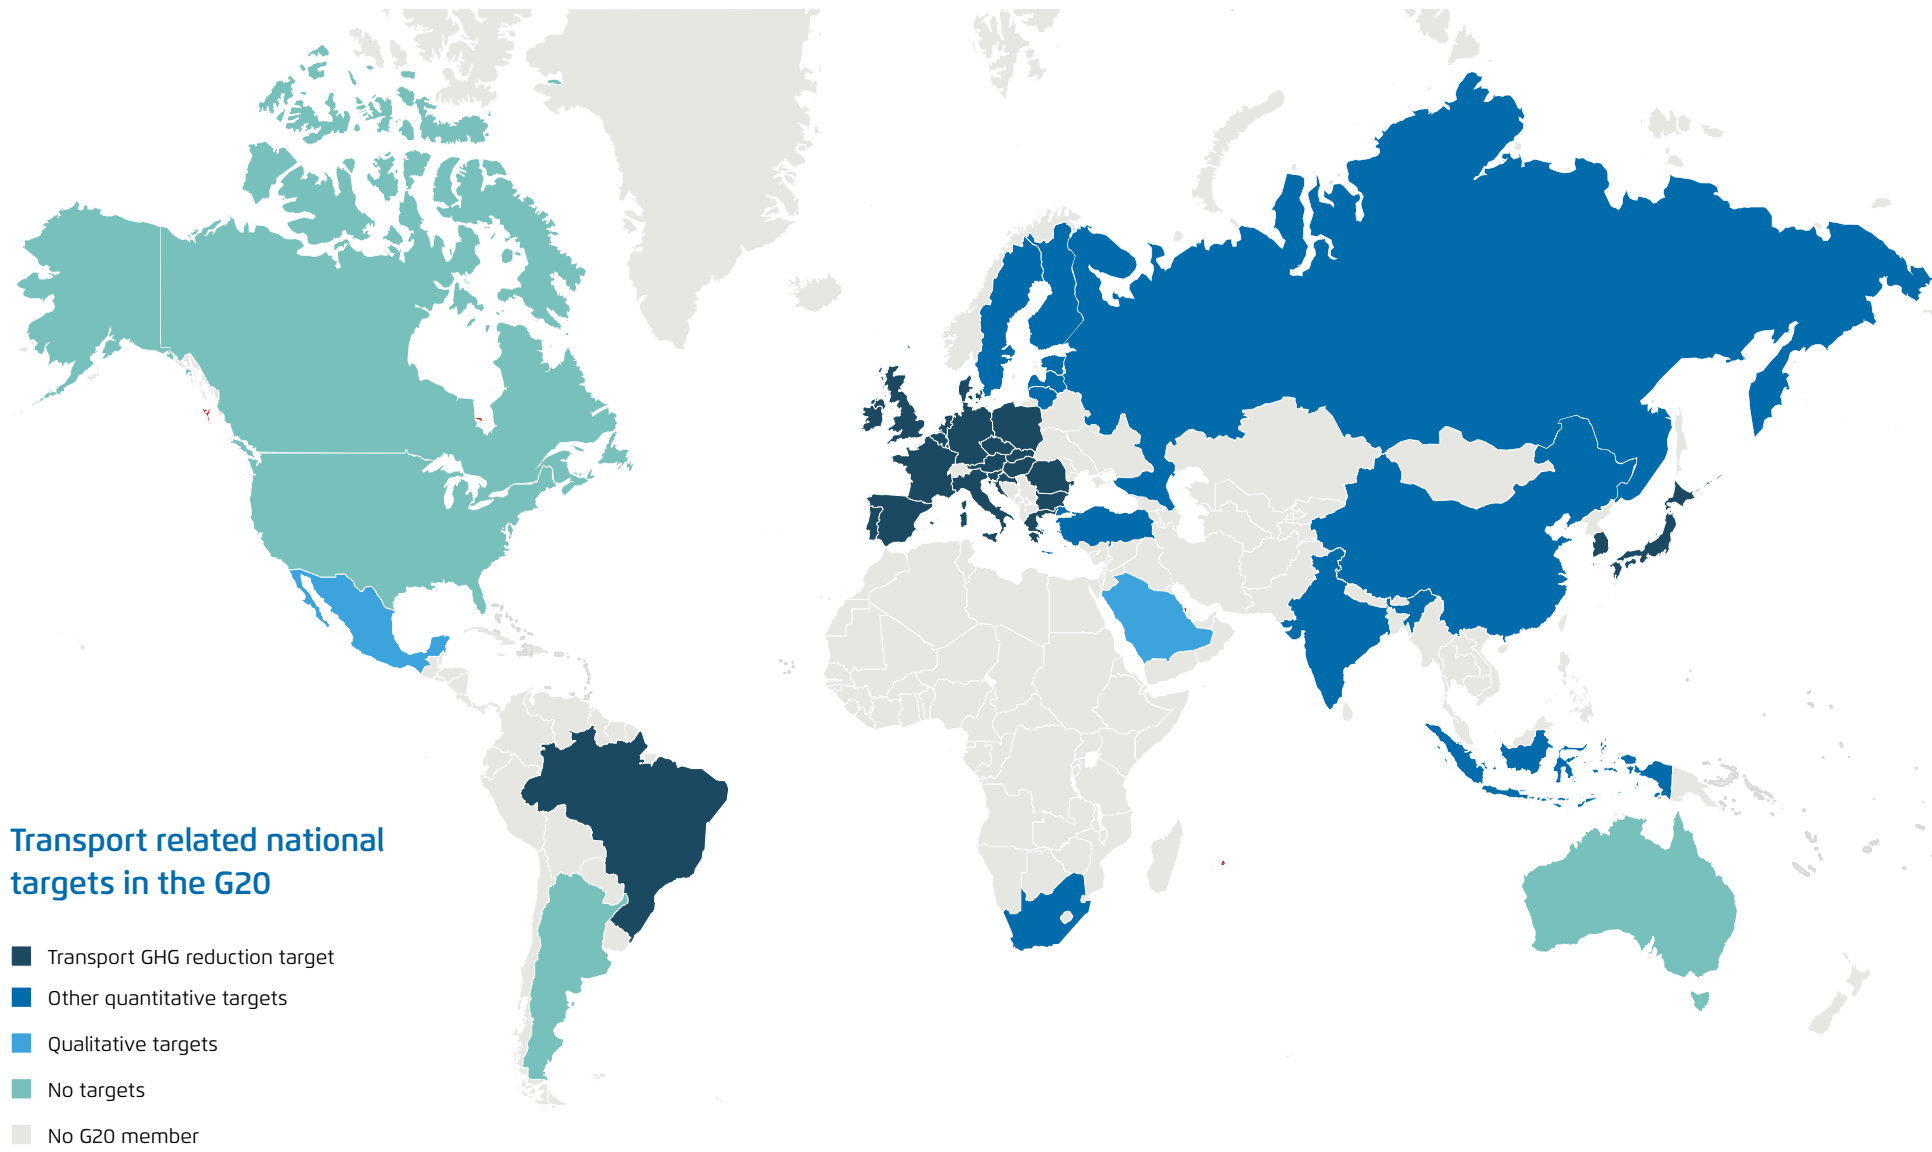 Transport related national
targets in the G20
Transport GHG reduction target
Other quantitative targets
Qualitative targets
No targets
No G20 member